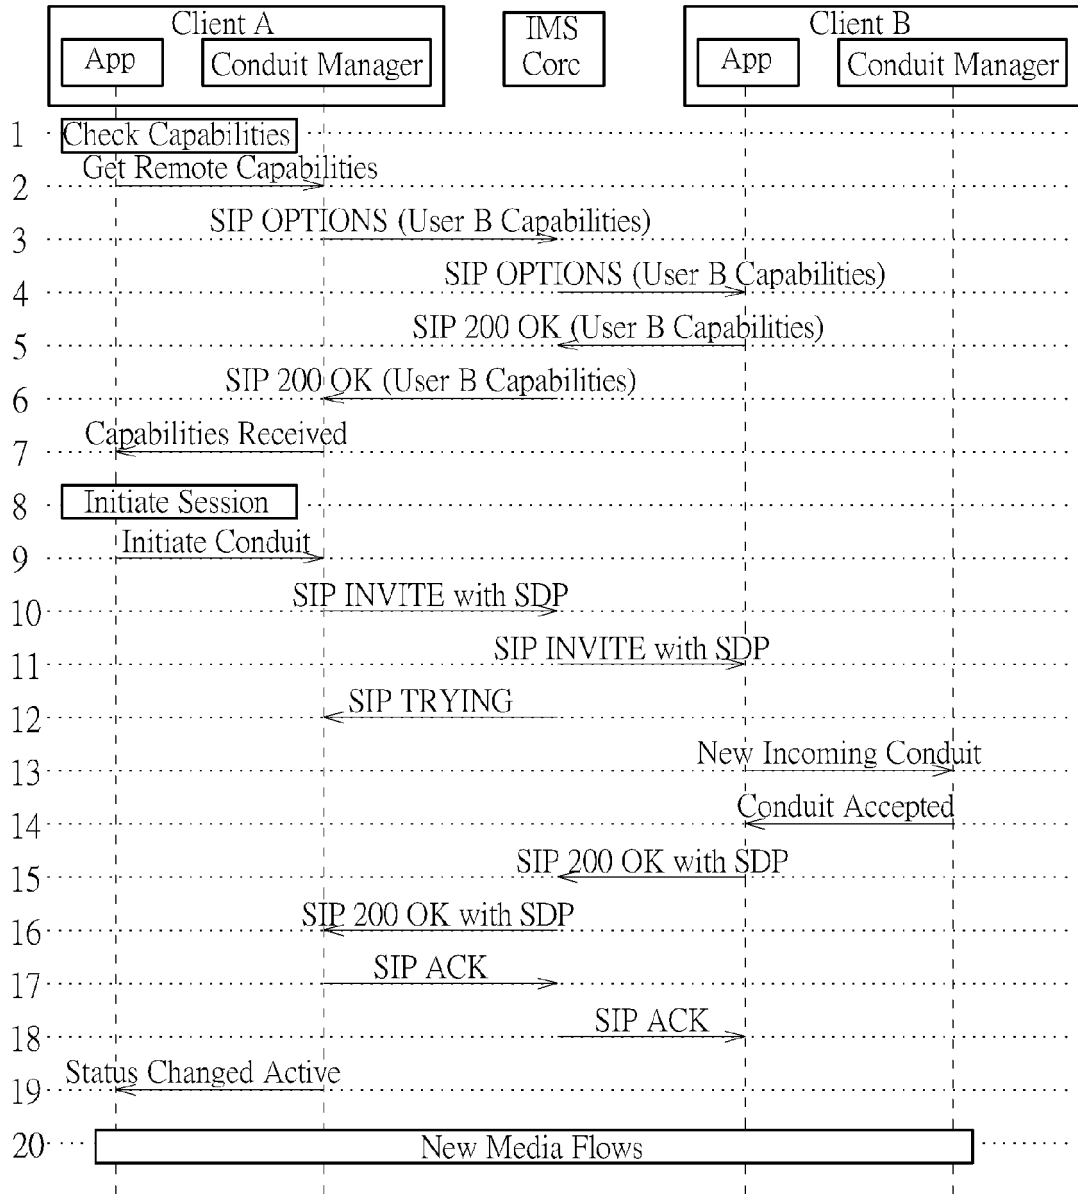 Client A
IMS
Corc
Client B
App
Conduit Manager
App
Conduit Manager
1
Check Capabilities
Get Remote Capabilities
2
SIP OPTIONS (User B Capabilities)
3
SIP OPTIONS (User B Capabilities)
4
SIP 200 OK (User B Capabilities)
5
SIP 200 OK (User B Capabilities)
6
Capabilities Received
7
8
Initiate Session
Initiate Conduit
9
SIP INVITE with SDP
10
SIP INVITE with SDP
11
SIP TRYING
12
New Incoming Conduit
13
Conduit Accepted
14
SIP 200 OK with SDP
15
SIP 200 OK with SDP
16
SIP ACK
17
SIP ACK
18
Status Changed Active
19
20
New Media Flows